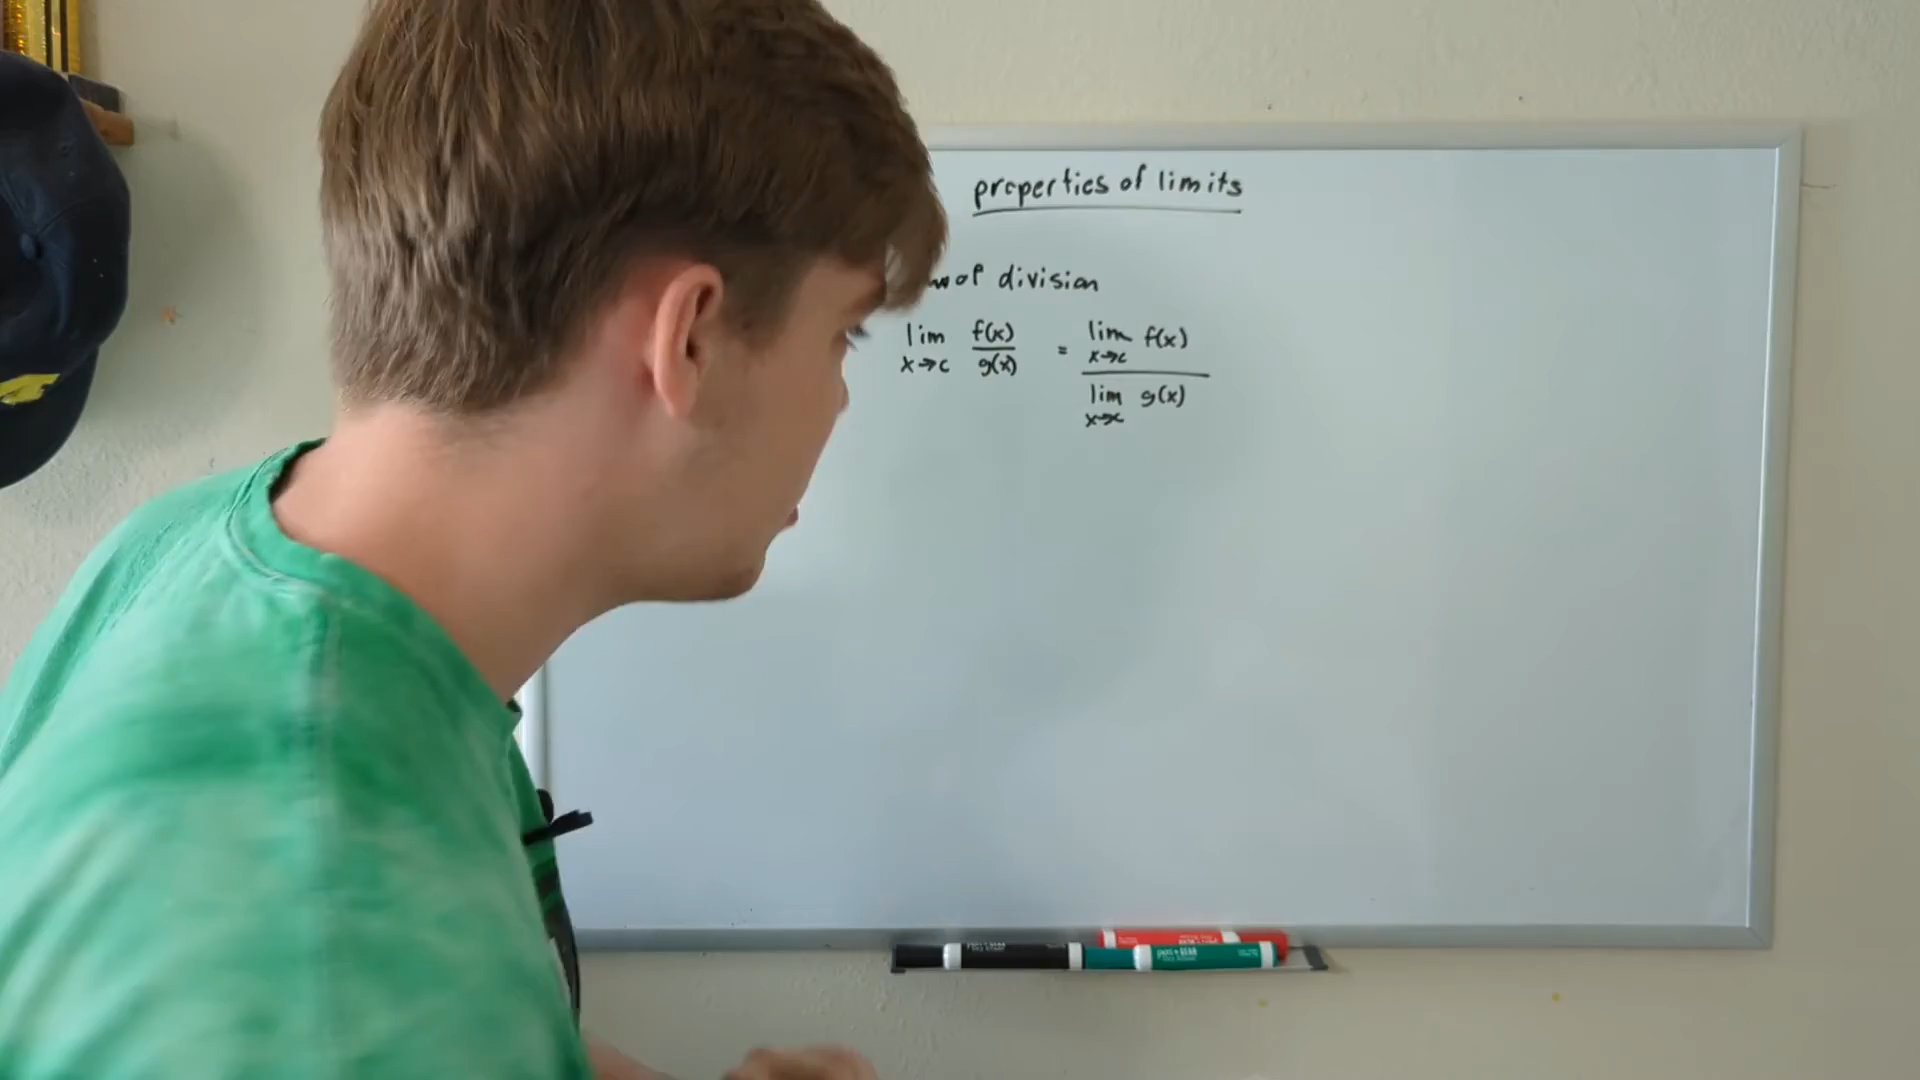 properties of limits
of division
lim f(x) = lim f(x)
x→c g(x) x→c
lim g(x)
x→c